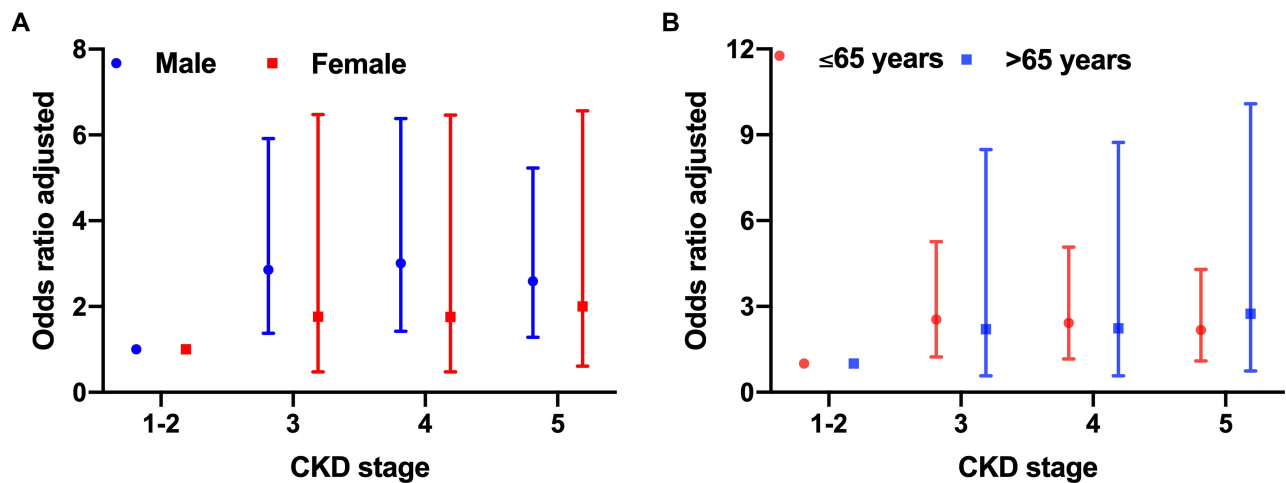 A
Odds ratio adjusted
8
6
4
2
0
Male Female
1-2 3 4 5
CKD stage
B
Odds ratio adjusted
12
9
6
3
0
≤65 years >65 years
1-2 3 4 5
CKD stage